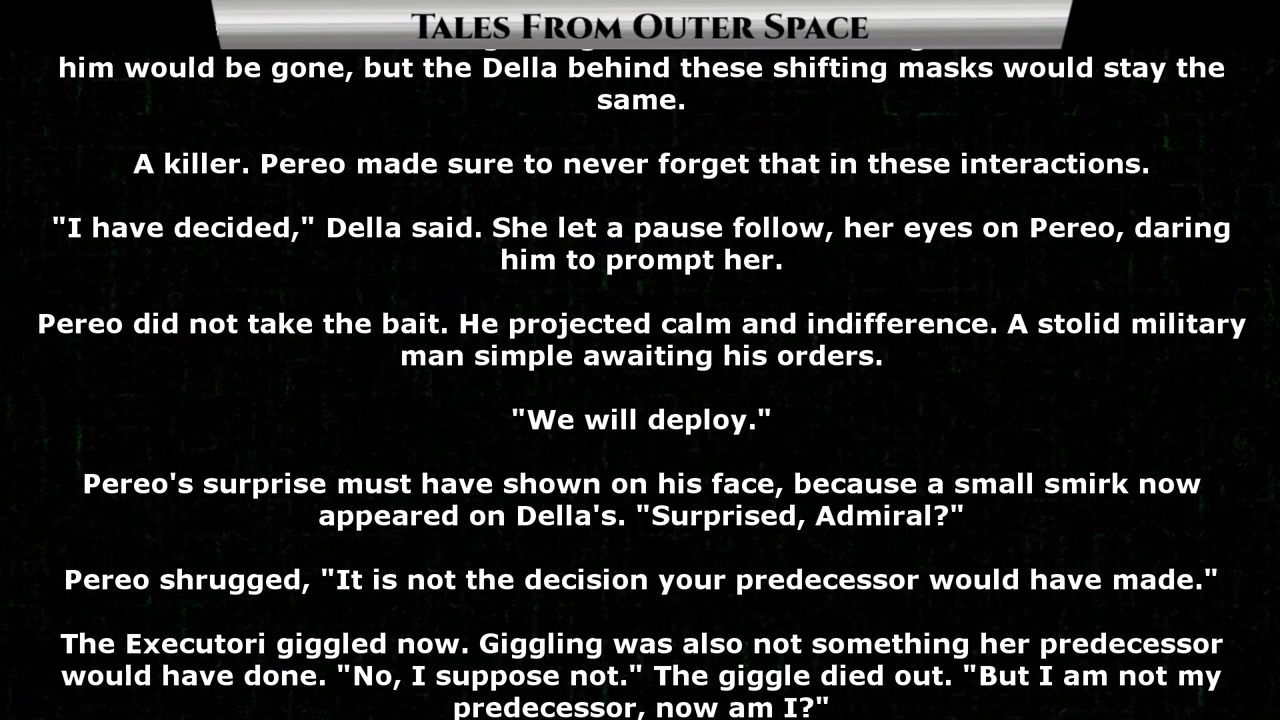 Tales From Outer Space
him would be gone, but the Della behind these shifting masks would stay the
same.
A killer. Pereo made sure to never forget that in these interactions.
"I have decided," Della said. She let a pause follow, her eyes on Pereo, daring
him to prompt her.
Pereo did not take the bait. He projected calm and indifference. A stolid military
man simple awaiting his orders.
"We will deploy."
Pereo's surprise must have shown on his face, because a small smirk now
appeared on Della's. "Surprised, Admiral?"
Pereo shrugged, "It is not the decision your predecessor would have made."
The Executori giggled now. Giggling was also not something her predecessor
would have done. "No, I suppose not." The giggle died out. "But I am not my
predecessor, now am I?"